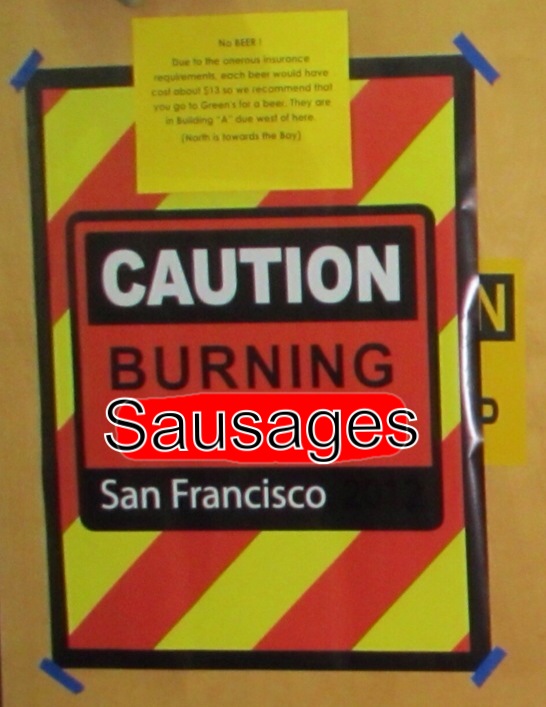 No BEER !
Due to the onerous insurance
requirements, each beer would have
cost about $13 so we recommend that
you go to Green's for a beer. They are
in Building "A" due west of here.
(North is towards the Bay)
CAUTION
BURNING
Sausages
San Francisco 2013
N